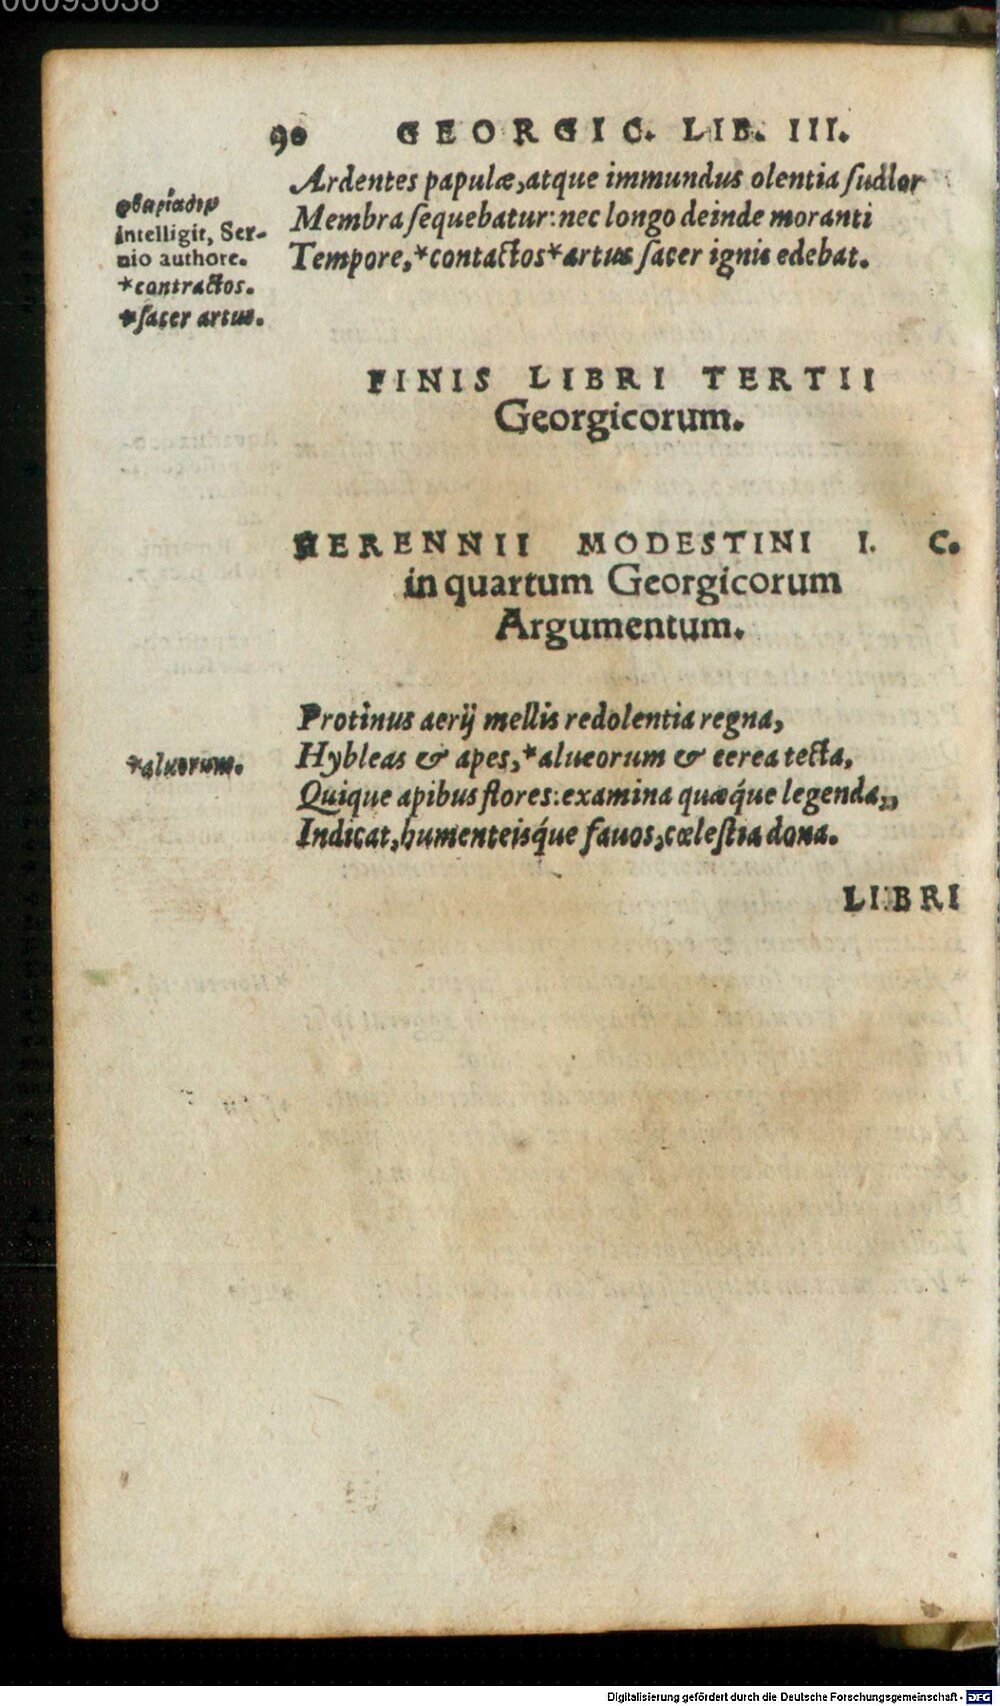 90 GEORGIC. LIB. III.
Ardentes papulæ, atque immundus olentia sudor
Membra sequebatur: nec longo deinde moranti
Tempore, *contactos *artus sacer ignis edebat.
φθειρίασιν
intelligit, Ser-
uio authore.
*contractos.
*sacer artus.
FINIS LIBRI TERTII
Georgicorum.
HERENNII MODESTINI I. C.
in quartum Georgicorum
Argumentum.
Protinus aerij mellis redolentia regna,
Hybleas & apes, *alueorum & cerea tecta,
Quique apibus flores: examina quæque legenda,
Indicat, humenteisque fauos, cœlestia dona.
*aluorum.
LIBRI
Digitalisierung gefördert durch die Deutsche Forschungsgemeinschaft - DFG